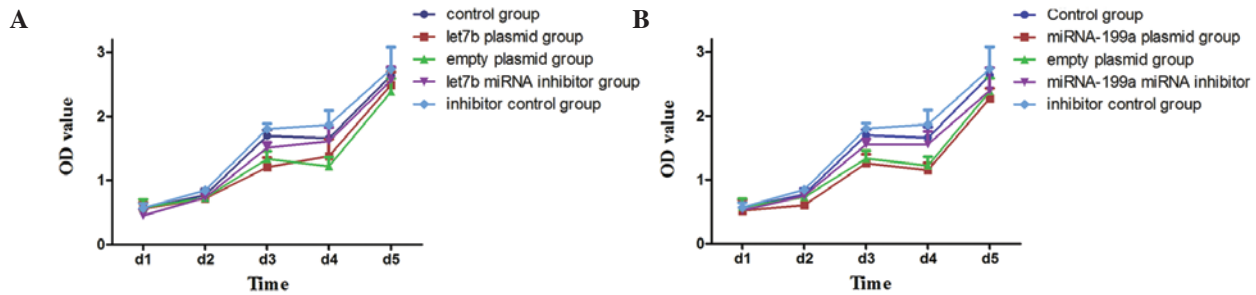 A
control group
let7b plasmid group
empty plasmid group
let7b miRNA inhibitor group
inhibitor control group
3
2
1
0
OD value
d1 d2 d3 d4 d5
Time
B
Control group
miRNA-199a plasmid group
empty plasmid group
miRNA-199a miRNA inhibitor
inhibitor control group
3
2
1
0
OD value
d1 d2 d3 d4 d5
Time